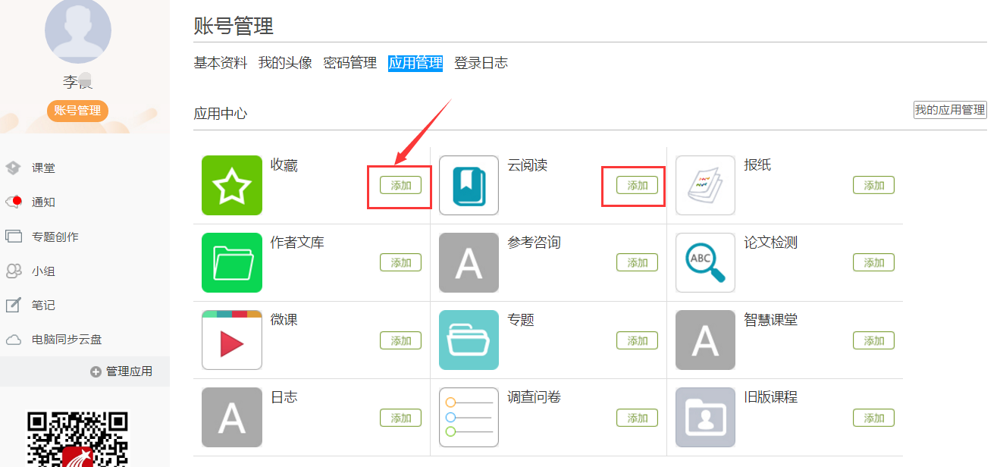 账号管理
基本资料 我的头像 密码管理 应用管理 登录日志
李
账号管理
应用中心
我的应用管理
课堂
通知
专题创作
小组
笔记
电脑同步云盘
管理应用
收藏 添加
云阅读 添加
报纸 添加
作者文库 添加
A 参考咨询 添加
ABC 论文检测 添加
微课 添加
专题 添加
A 智慧课堂 添加
A 日志 添加
调查问卷 添加
旧版课程 添加